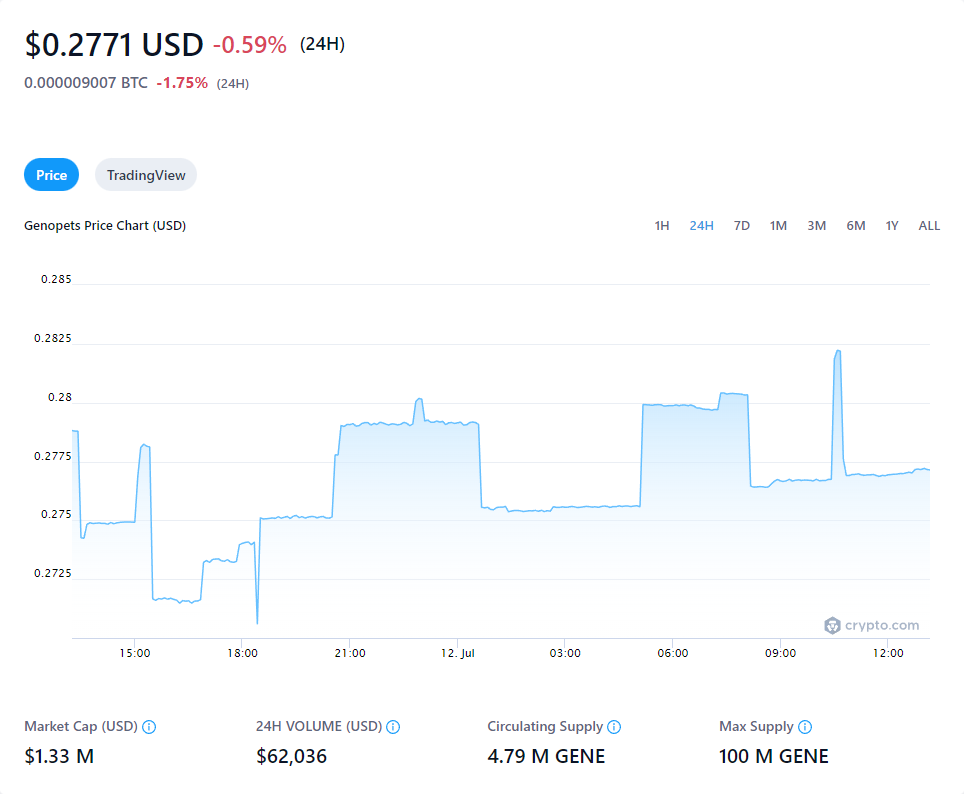 $0.2771 USD -0.59% (24H)
0.000009007 BTC -1.75% (24H)
Price TradingView
Genopets Price Chart (USD) 1H 24H 7D 1M 3M 6M 1Y ALL
0.285
0.2825
0.28
0.2775
0.275
0.2725
crypto.com
15:00 18:00 21:00 12. Jul 03:00 06:00 09:00 12:00
Market Cap (USD) 24H VOLUME (USD) Circulating Supply Max Supply
$1.33 M $62,036 4.79 M GENE 100 M GENE